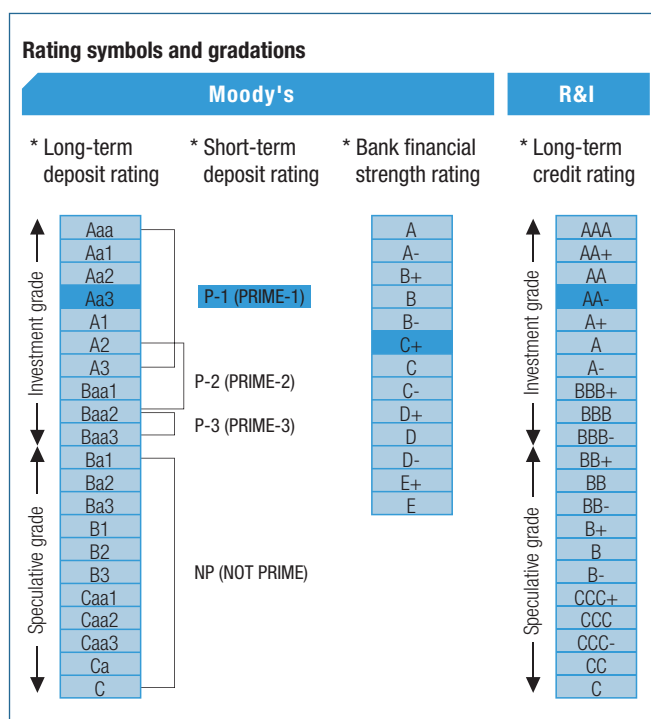 Rating symbols and gradations
Moody's
R&I
* Long-term
deposit rating
* Short-term
deposit rating
* Bank financial
strength rating
* Long-term
credit rating
Investment grade
Speculative grade
Aaa
Aa1
Aa2
Aa3
A1
A2
A3
Baa1
Baa2
Baa3
Ba1
Ba2
Ba3
B1
B2
B3
Caa1
Caa2
Caa3
Ca
C
P-1 (PRIME-1)
P-2 (PRIME-2)
P-3 (PRIME-3)
NP (NOT PRIME)
A
A-
B+
B
B-
C+
C
C-
D+
D
D-
E+
E
Investment grade
Speculative grade
AAA
AA+
AA
AA-
A+
A
A-
BBB+
BBB
BBB-
BB+
BB
BB-
B+
B
B-
CCC+
CCC
CCC-
CC
C